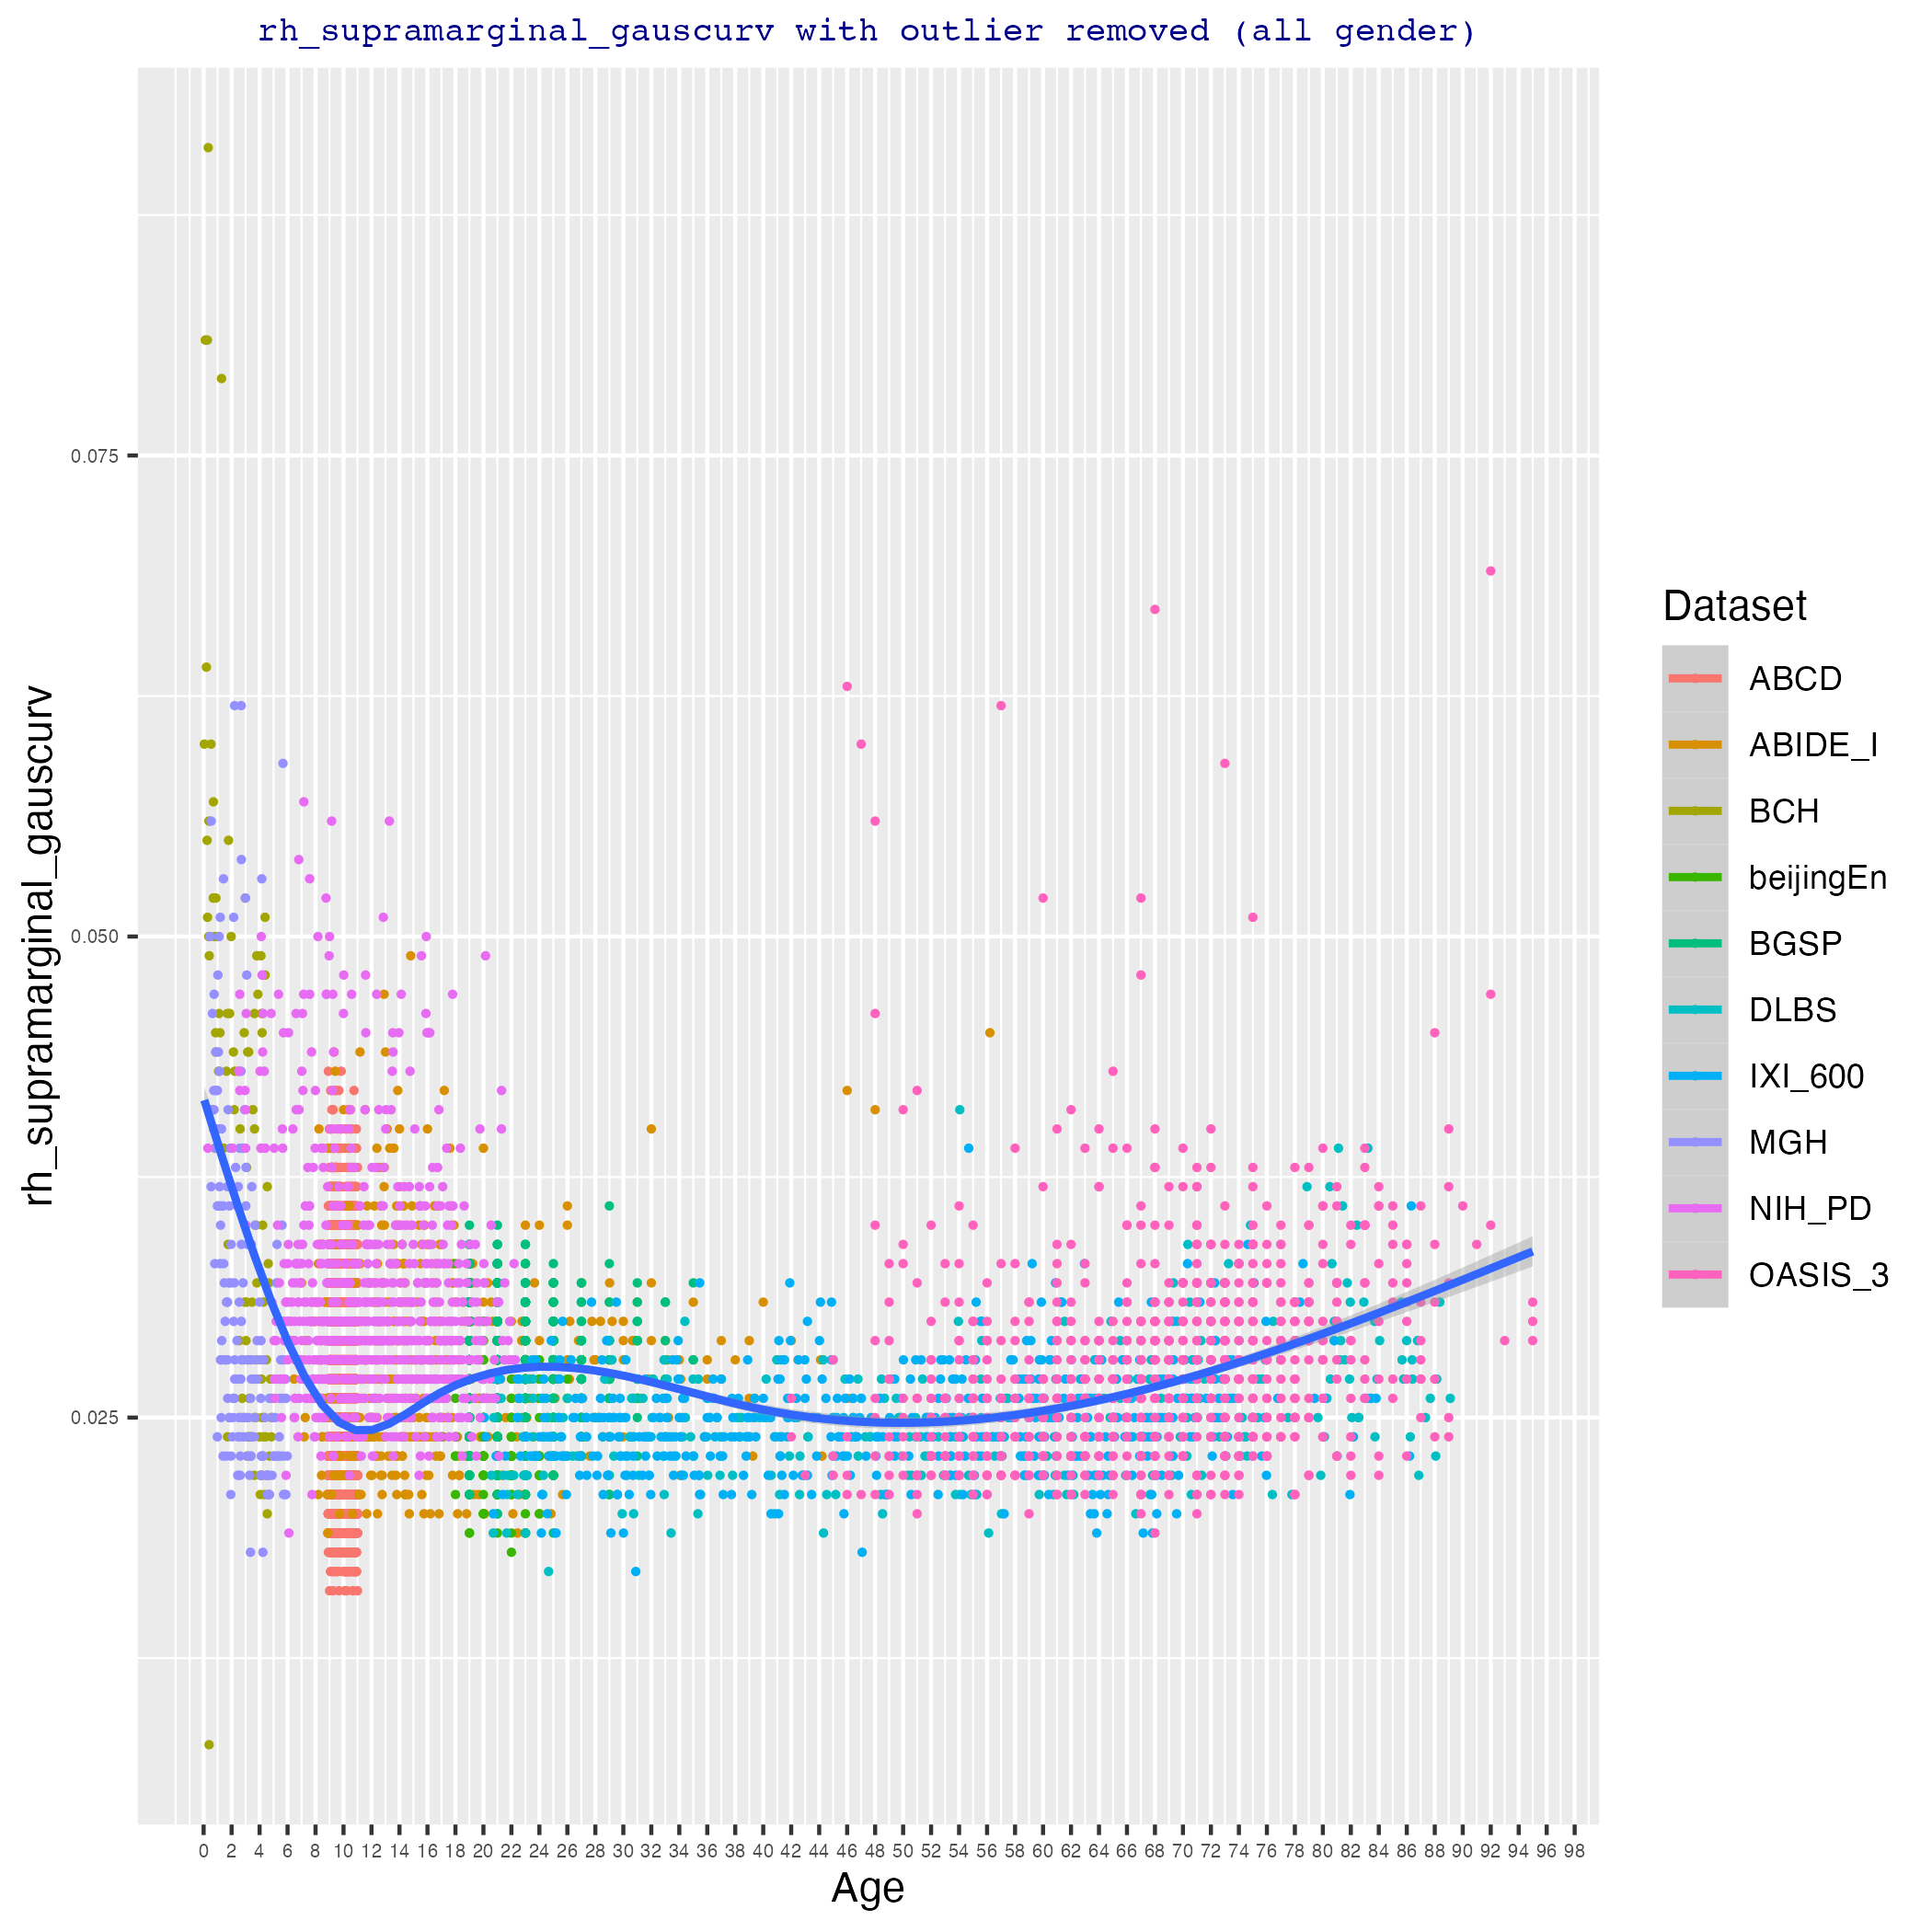 rh_supramarginal_gauscurv with outlier removed (all gender)
rh_supramarginal_gauscurv
0.075
0.050
0.025
0 2 4 6 8 10 12 14 16 18 20 22 24 26 28 30 32 34 36 38 40 42 44 46 48 50 52 54 56 58 60 62 64 66 68 70 72 74 76 78 80 82 84 86 88 90 92 94 96 98
Age
Dataset
ABCD
ABIDE_I
BCH
beijingEn
BGSP
DLBS
IXI_600
MGH
NIH_PD
OASIS_3